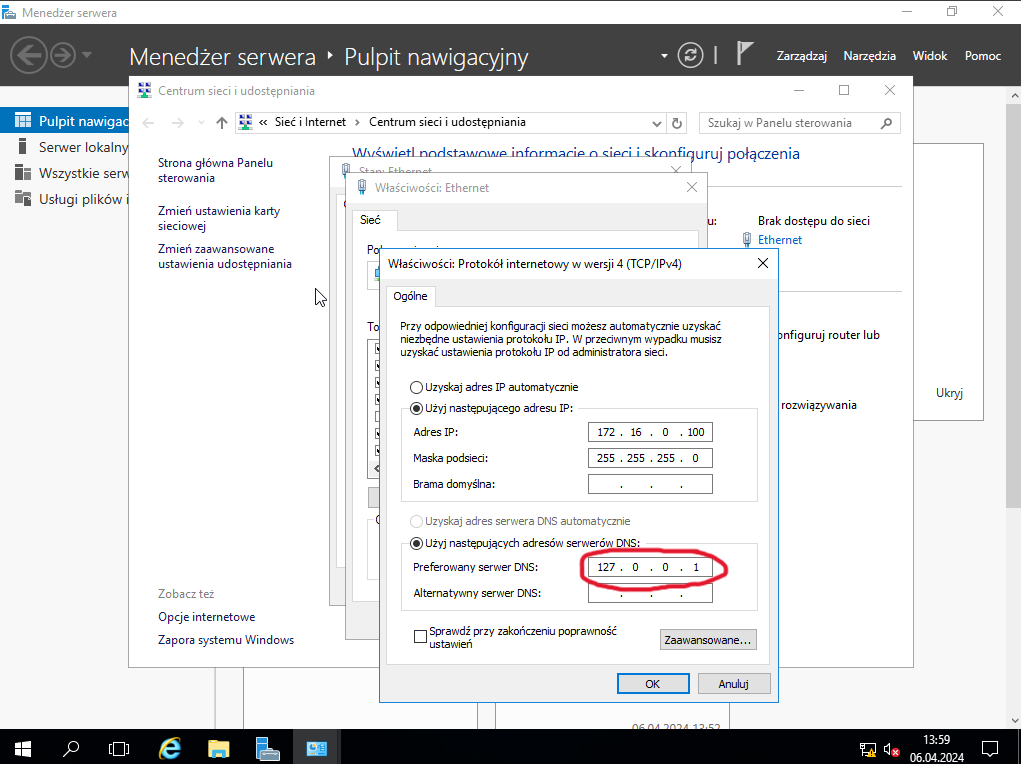 Menedżer serwera
Menedżer serwera
Pulpit nawigacyjny
Zarządzaj
Narzędzia
Widok
Pomoc
Centrum sieci i udostępniania
Pulpit nawigac
Serwer lokalny
Wszystkie serw
Usługi plików i
« Sieć i Internet
Centrum sieci i udostępniania
Szukaj w Panelu sterowania
Strona główna Panelu
sterowania
Zmień ustawienia karty
sieciowej
Zmień zaawansowane
ustawienia udostępniania
Wyświetl podstawowe informacje o sieci i skonfiguruj połączenia
Stan: Ethernet
Właściwości: Ethernet
Sieć
u:
Brak dostępu do sieci
Ethernet
onfiguruj router lub
rozwiązywania
Ukryj
Właściwości: Protokół internetowy w wersji 4 (TCP/IPv4)
Ogólne
Przy odpowiedniej konfiguracji sieci możesz automatycznie uzyskać
niezbędne ustawienia protokołu IP. W przeciwnym wypadku musisz
uzyskać ustawienia protokołu IP od administratora sieci.
Uzyskaj adres IP automatycznie
Użyj następującego adresu IP:
Adres IP: 172 . 16 . 0 . 100
Maska podsieci: 255 . 255 . 255 . 0
Brama domyślna: . . .
Uzyskaj adres serwera DNS automatycznie
Użyj następujących adresów serwerów DNS:
Preferowany serwer DNS: 127 . 0 . 0 . 1
Alternatywny serwer DNS: . . .
Sprawdź przy zakończeniu poprawność
ustawień
Zaawansowane...
OK
Anuluj
Zobacz też
Opcje internetowe
Zapora systemu Windows
06.04.2024 13:52
13:59
06.04.2024